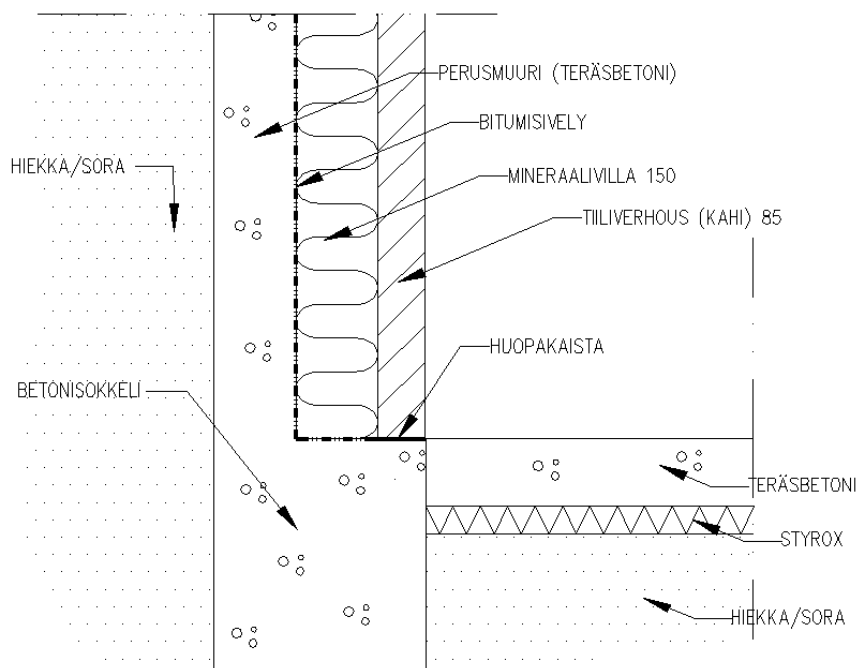 PERUSMUURI (TERÄSBETONI)
BITUMISIVELY
HIEKKA/SORA
MINERAALIVILLA 150
TIILIVERHOUS (KAHI) 85
HUOPAKAISTA
BETONISOKKELI
TERÄSBETONI
STYROX
HIEKKA/SORA